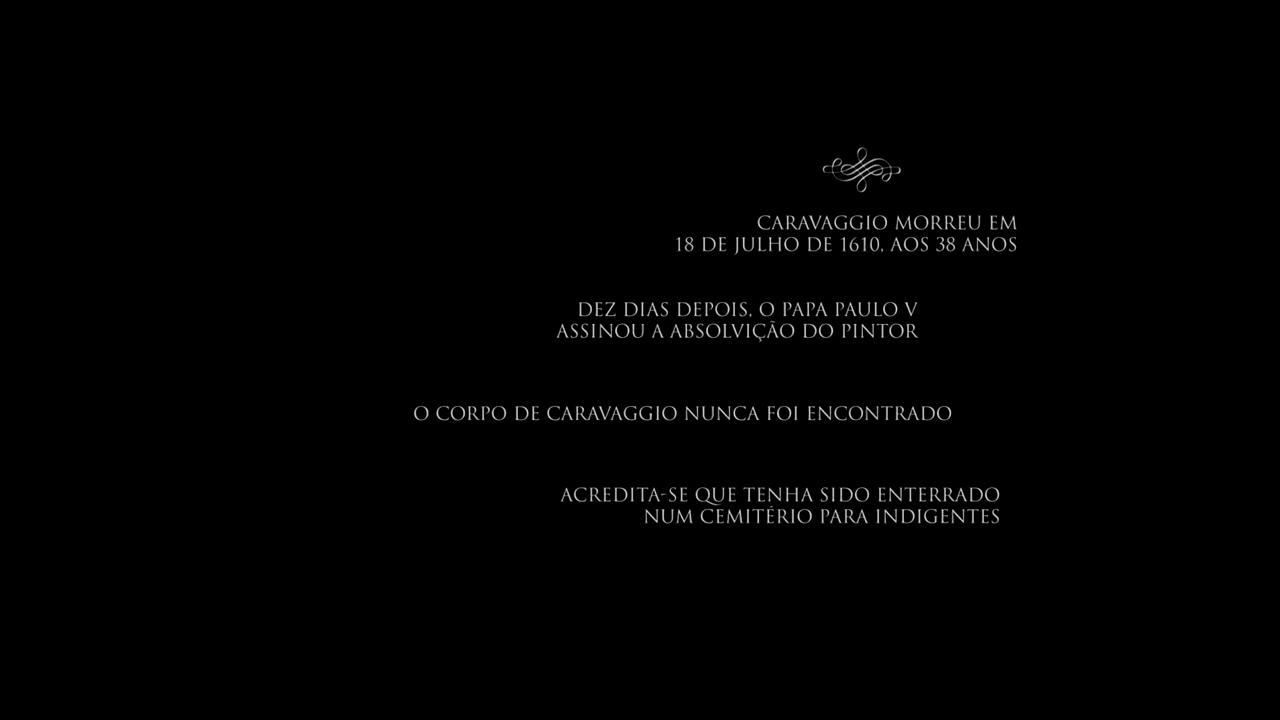 CARAVAGGIO MORREU EM
18 DE JULHO DE 1610, AOS 38 ANOS
DEZ DIAS DEPOIS, O PAPA PAULO V
ASSINOU A ABSOLVIÇÃO DO PINTOR
O CORPO DE CARAVAGGIO NUNCA FOI ENCONTRADO
ACREDITA-SE QUE TENHA SIDO ENTERRADO
NUM CEMITÉRIO PARA INDIGENTES